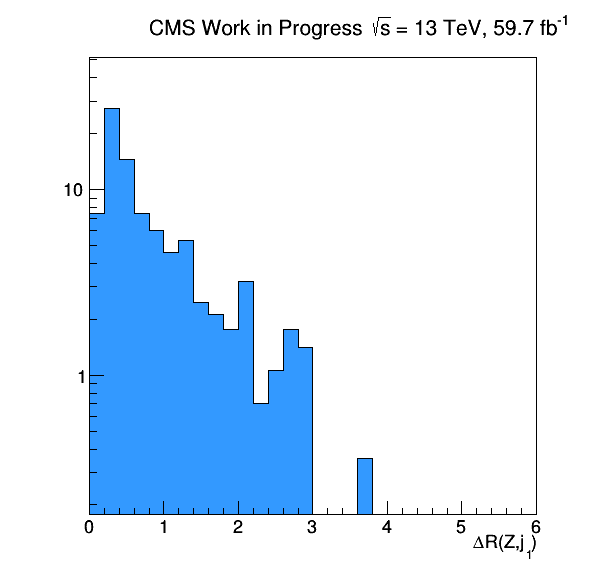 CMS Work in Progress √s = 13 TeV, 59.7 fb⁻¹
10
1
0 1 2 3 4 5 6
ΔR(Z,j₁)